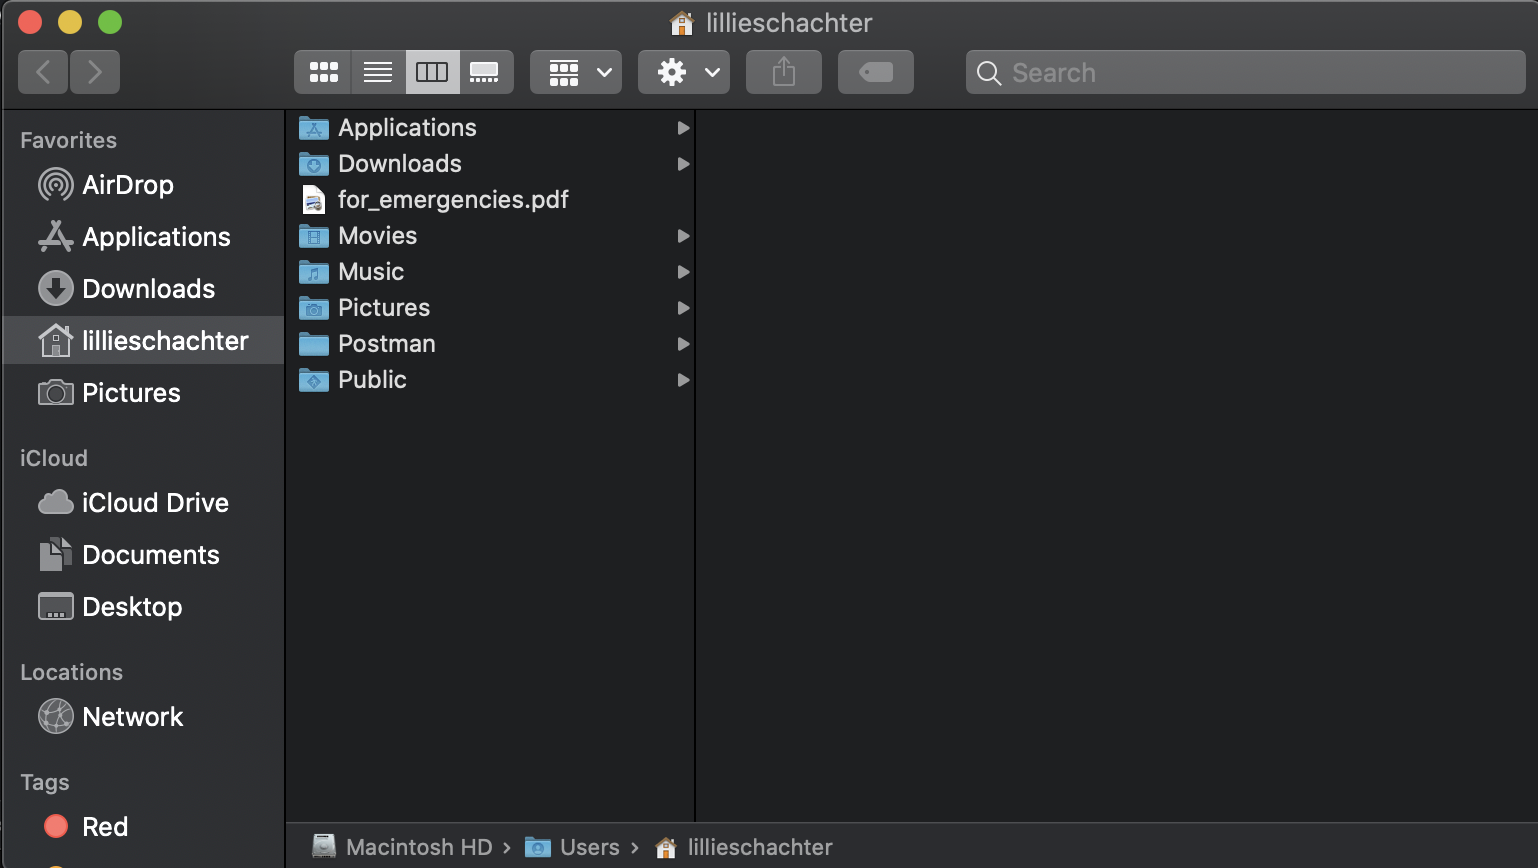 lillieschachter
Search
Favorites
AirDrop
Applications
Downloads
lillieschachter
Pictures
iCloud
iCloud Drive
Documents
Desktop
Locations
Network
Tags
Red
Applications
Downloads
for_emergencies.pdf
Movies
Music
Pictures
Postman
Public
Macintosh HD › Users › lillieschachter